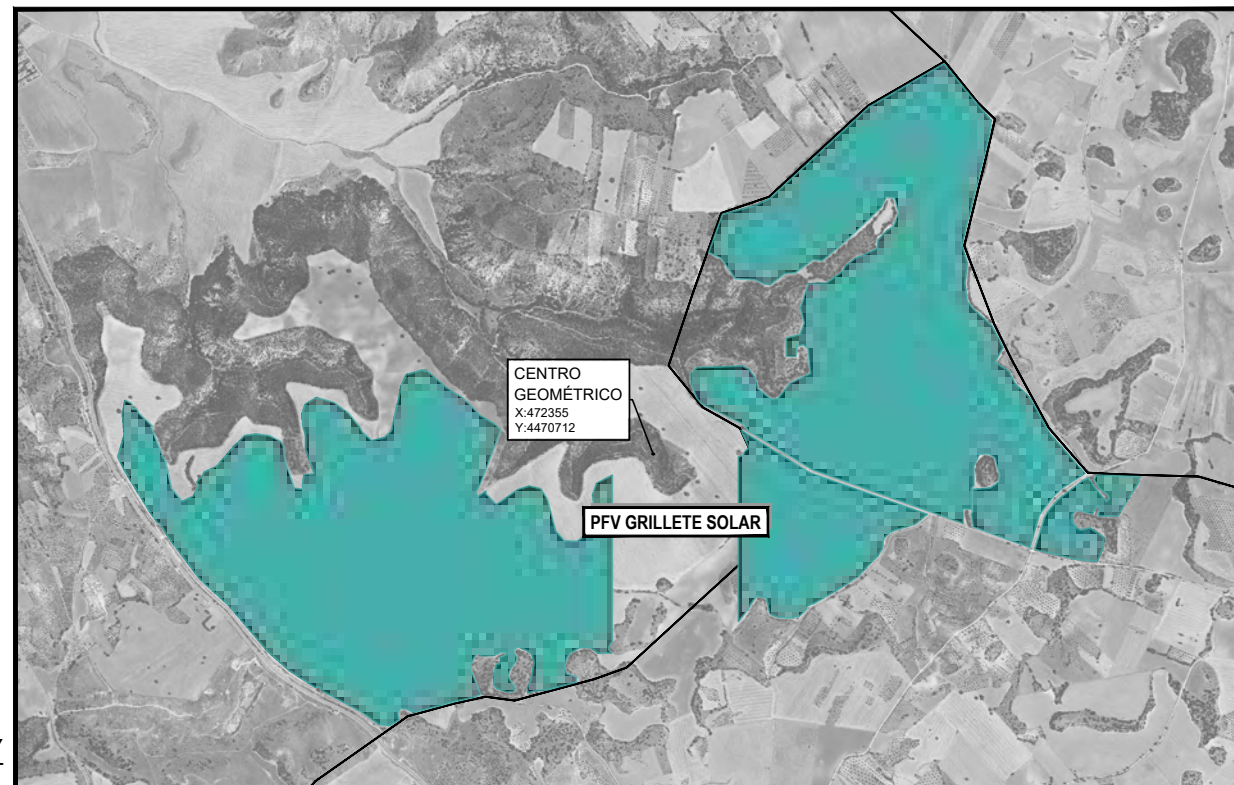 CENTRO
GEOMÉTRICO
X:472355
Y:4470712
PFV GRILLETE SOLAR